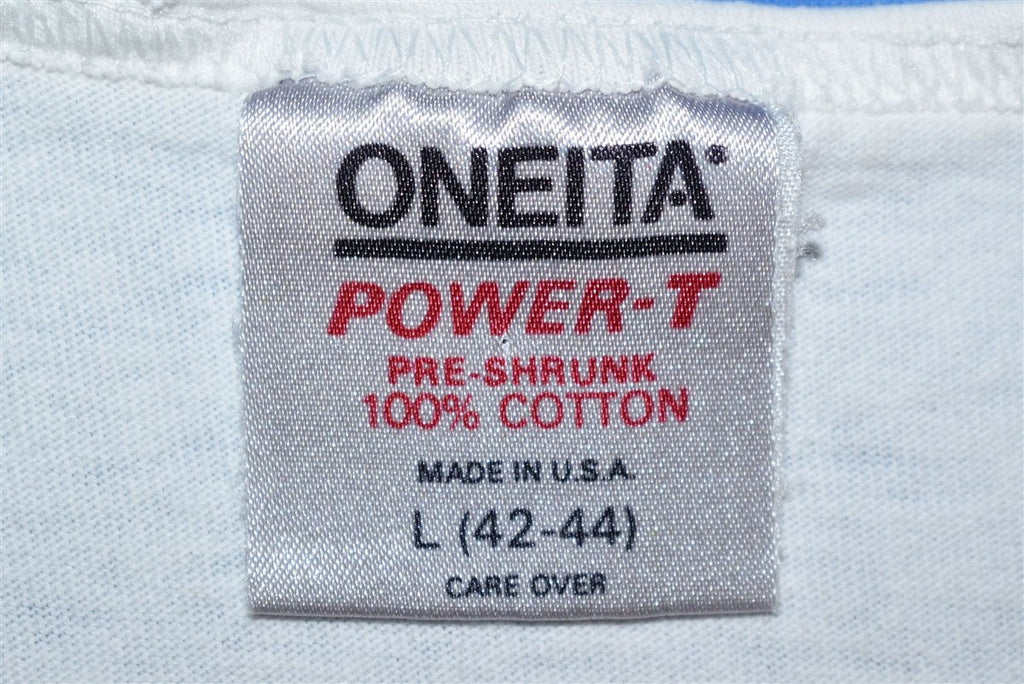 ONEITA
POWER-T
PRE-SHRUNK
100% COTTON
MADE IN U.S.A.
L (42-44)
CARE OVER